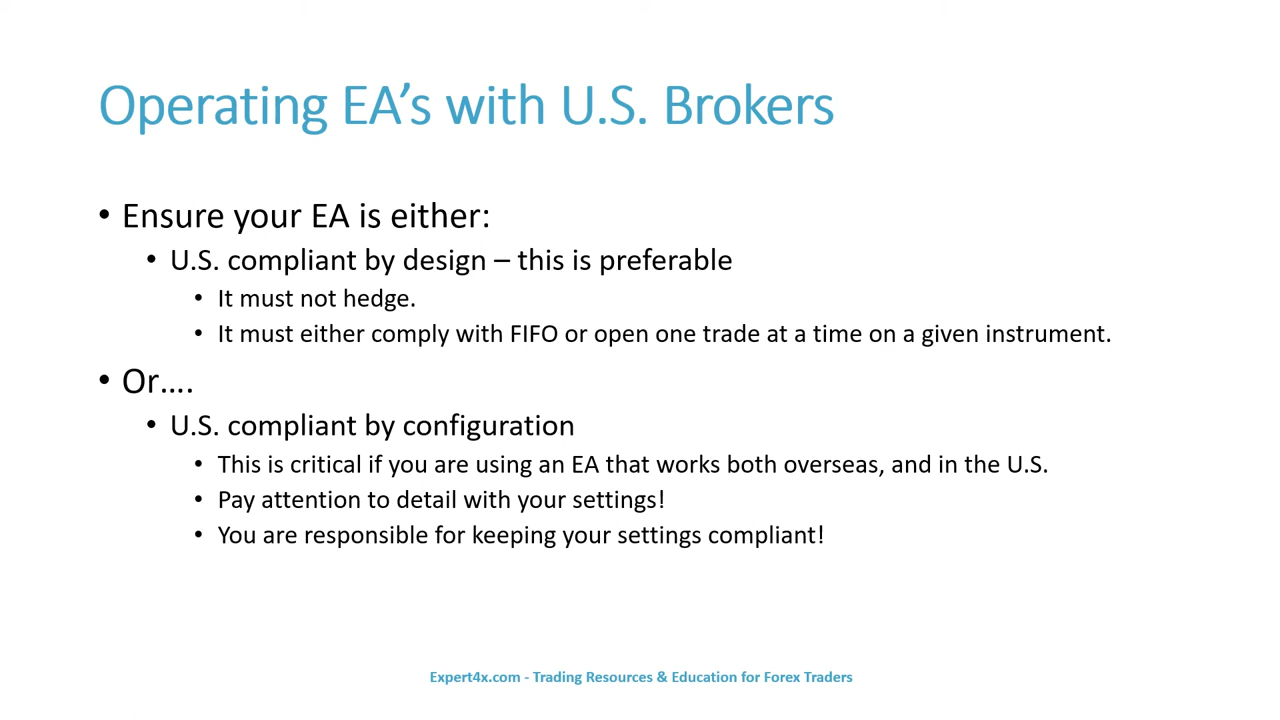 Operating EA’s with U.S. Brokers
• Ensure your EA is either:
• U.S. compliant by design – this is preferable
• It must not hedge.
• It must either comply with FIFO or open one trade at a time on a given instrument.
• Or….
• U.S. compliant by configuration
• This is critical if you are using an EA that works both overseas, and in the U.S.
• Pay attention to detail with your settings!
• You are responsible for keeping your settings compliant!
Expert4x.com - Trading Resources & Education for Forex Traders